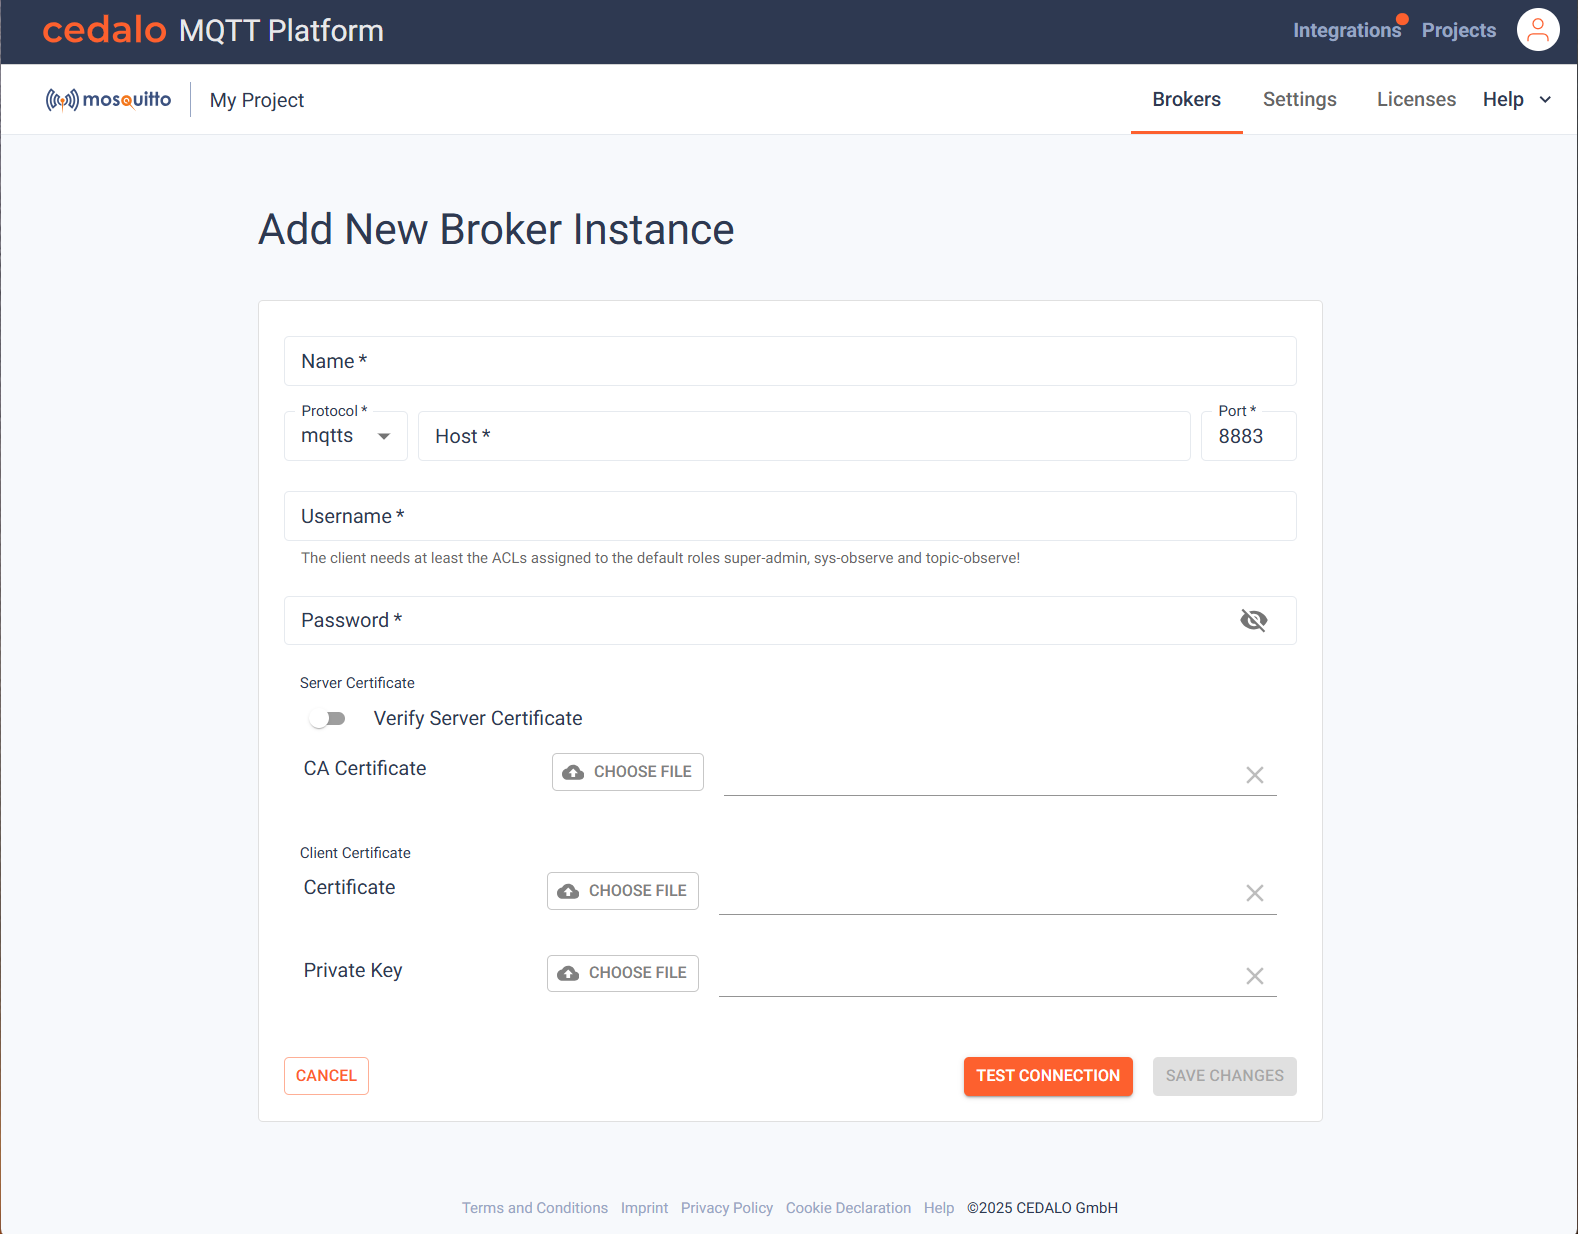 cedalo MQTT Platform
Integrations Projects
mosquitto My Project
Brokers Settings Licenses Help
Add New Broker Instance
Name *
Protocol *
mqtts
Host *
Port *
8883
Username *
The client needs at least the ACLs assigned to the default roles super-admin, sys-observe and topic-observe!
Password *
Server Certificate
Verify Server Certificate
CA Certificate CHOOSE FILE
Client Certificate
Certificate CHOOSE FILE
Private Key CHOOSE FILE
CANCEL TEST CONNECTION SAVE CHANGES
Terms and Conditions Imprint Privacy Policy Cookie Declaration Help ©2025 CEDALO GmbH